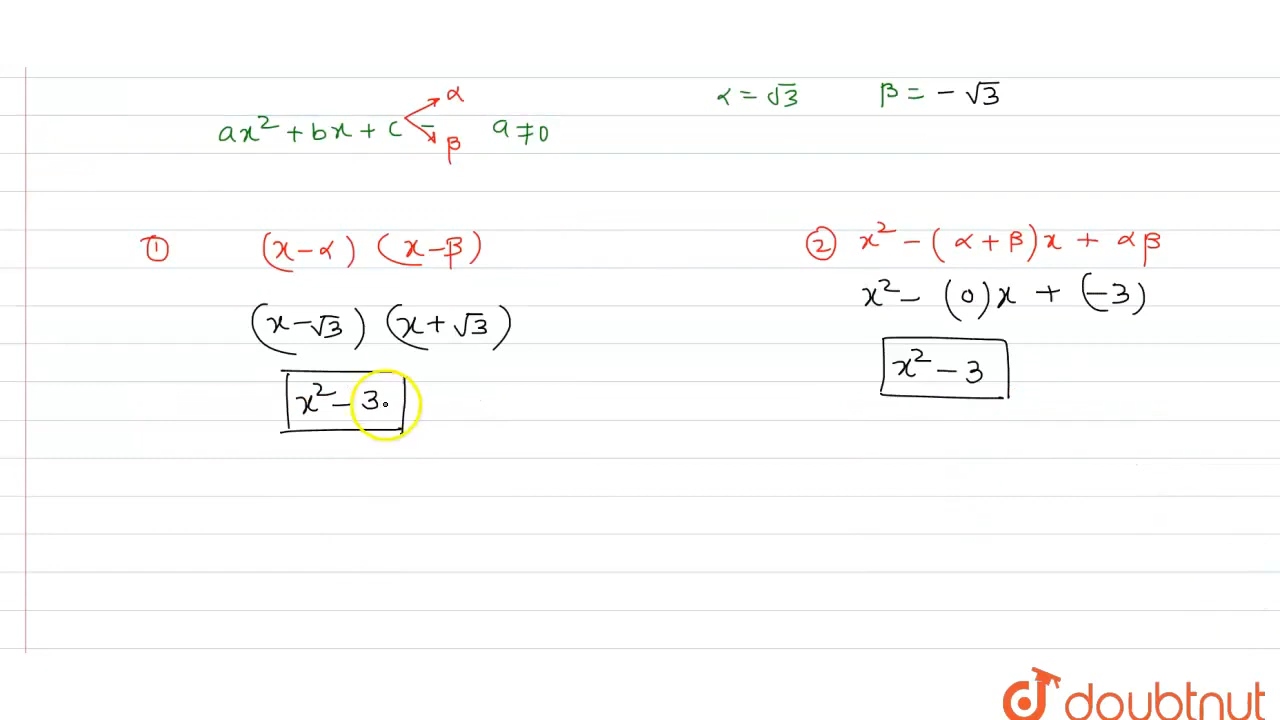 α = √3 β = - √3
ax² + bx + c = α β a ≠ 0
① (x - α) (x - β)
② x² - (α + β)x + αβ
(x - √3) (x + √3)
x² - (0)x + (-3)
x² - 3
x² - 3.
doubtnut